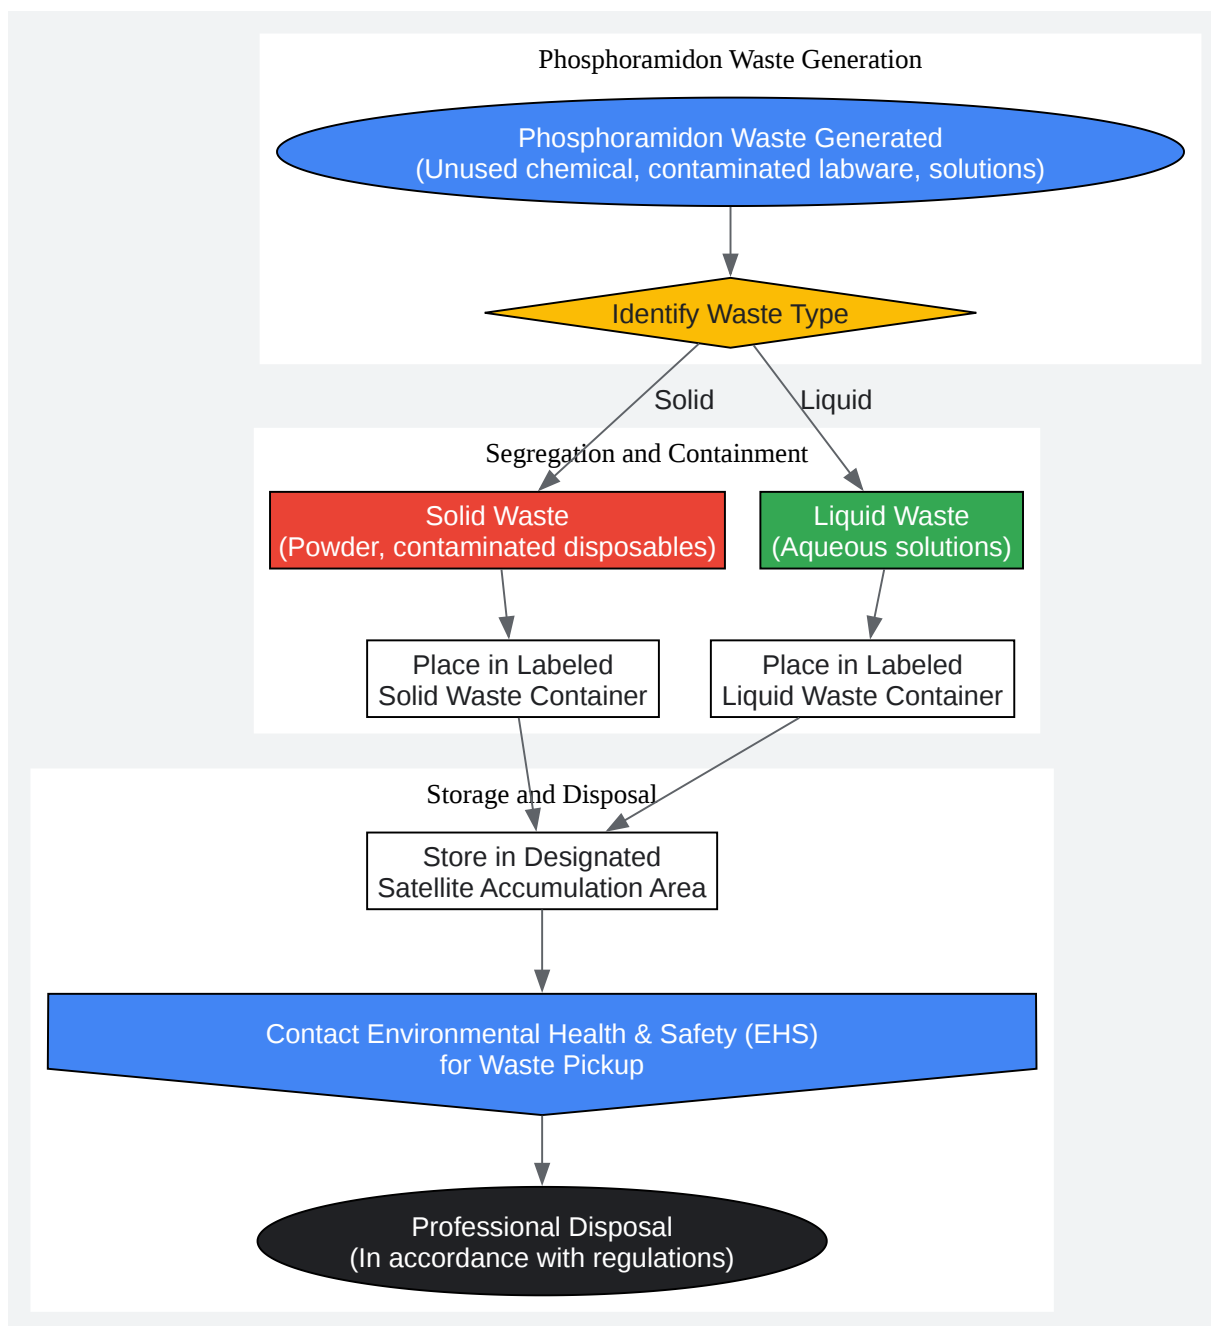 Phosphoramidon Waste Generation
Phosphoramidon Waste Generated
(Unused chemical, contaminated labware, solutions)
Identify Waste Type
Solid
Liquid
Segregation and Containment
Solid Waste
(Powder, contaminated disposables)
Liquid Waste
(Aqueous solutions)
Place in Labeled
Solid Waste Container
Place in Labeled
Liquid Waste Container
Storage and Disposal
Store in Designated
Satellite Accumulation Area
Contact Environmental Health & Safety (EHS)
for Waste Pickup
Professional Disposal
(In accordance with regulations)